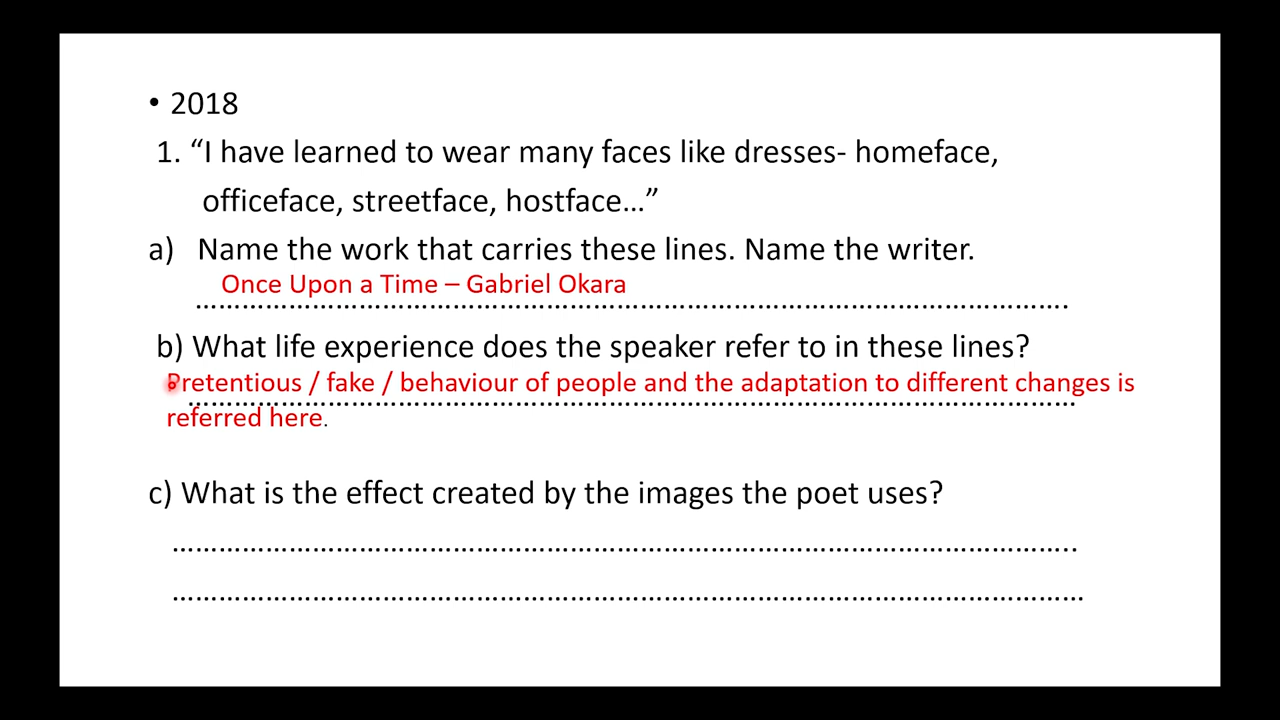 • 2018
1. “I have learned to wear many faces like dresses- homeface,
officeface, streetface, hostface…”
a) Name the work that carries these lines. Name the writer.
Once Upon a Time – Gabriel Okara
……………………………………………………………………………………………….
b) What life experience does the speaker refer to in these lines?
Pretentious / fake / behaviour of people and the adaptation to different changes is
…………………………………………………………………………………………………
referred here.
c) What is the effect created by the images the poet uses?
…………………………………………………………………………………………………..
……………………………………………………………………………………………………